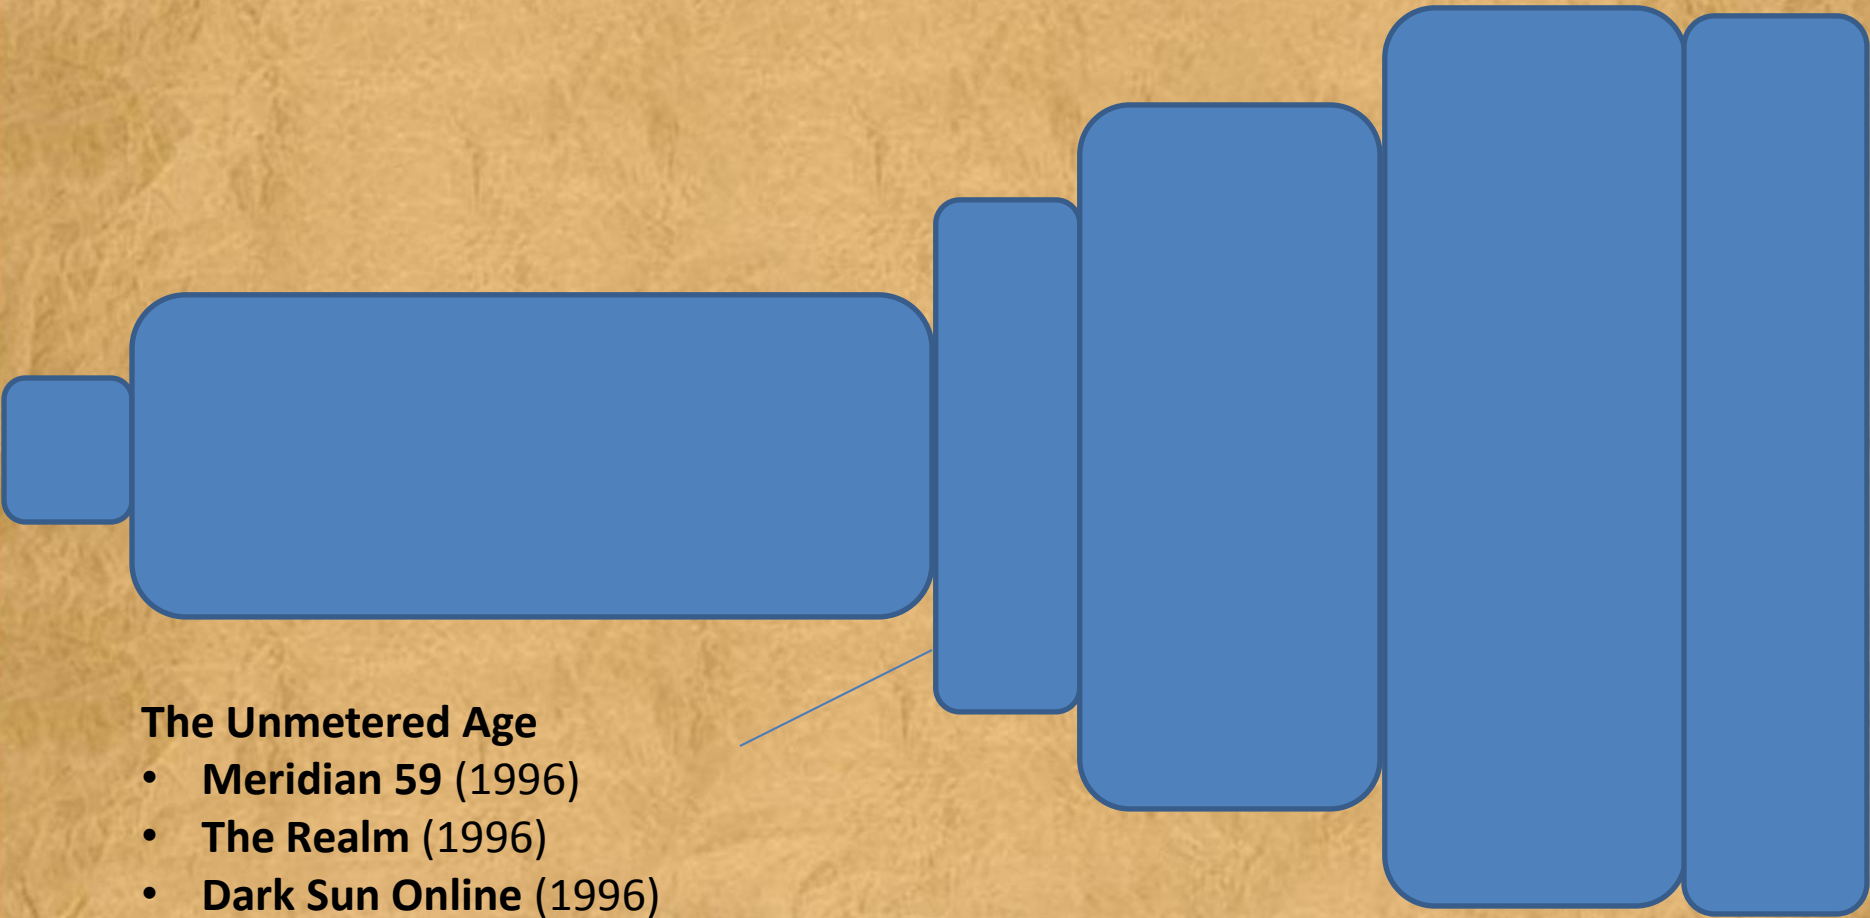 The Unmetered Age
• Meridian 59 (1996)
• The Realm (1996)
• Dark Sun Online (1996)